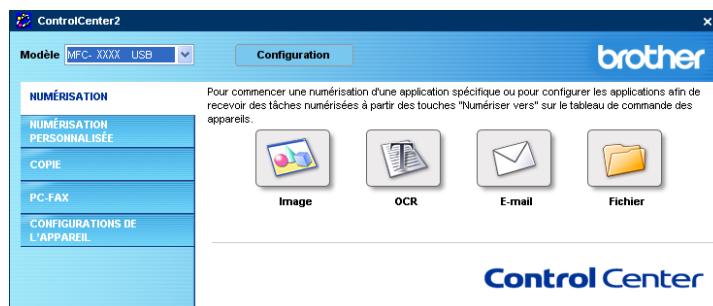 ControlCenter2
x
Modèle MFC- XXXX USB
Configuration
brother
NUMÉRISATION
NUMÉRISATION
PERSONNALISÉE
COPIE
PC-FAX
CONFIGURATIONS DE
L'APPAREIL
Pour commencer une numérisation d'une application spécifique ou pour configurer les applications afin de
recevoir des tâches numérisées à partir des touches "Numériser vers" sur le tableau de commande des
appareils.
T
Image
OCR
E-mail
Fichier
Control Center